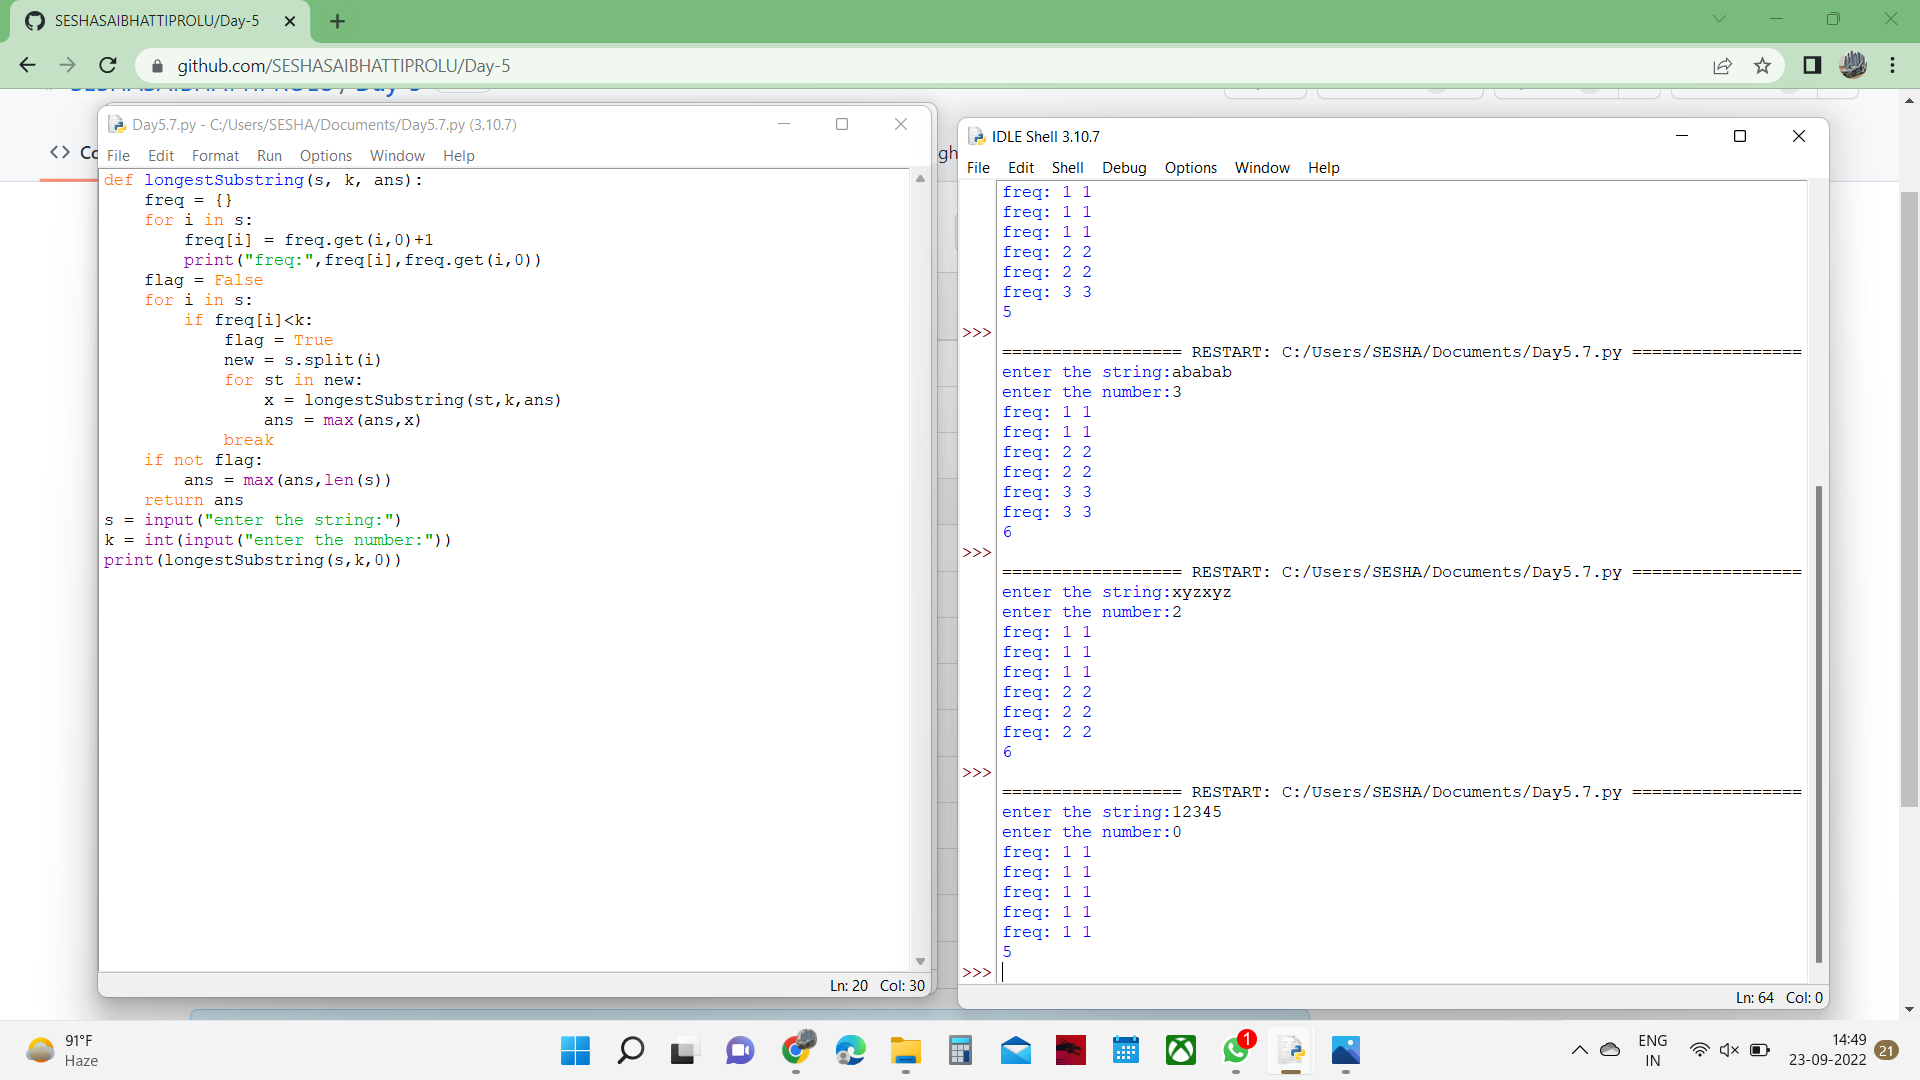 SESHASAIBHATTIPROLU/Day-5
github.com/SESHASAIBHATTIPROLU/Day-5
Day5.7.py - C:/Users/SESHA/Documents/Day5.7.py (3.10.7)
File Edit Format Run Options Window Help
def longestSubstring(s, k, ans):
    freq = {}
    for i in s:
        freq[i] = freq.get(i,0)+1
        print("freq:",freq[i],freq.get(i,0))
    flag = False
    for i in s:
        if freq[i]<k:
            flag = True
            new = s.split(i)
            for st in new:
                x = longestSubstring(st,k,ans)
                ans = max(ans,x)
            break
    if not flag:
        ans = max(ans,len(s))
    return ans
s = input("enter the string:")
k = int(input("enter the number:"))
print(longestSubstring(s,k,0))
Ln: 20 Col: 30
IDLE Shell 3.10.7
File Edit Shell Debug Options Window Help
freq: 1 1
freq: 1 1
freq: 1 1
freq: 2 2
freq: 2 2
freq: 3 3
5
>>>
================== RESTART: C:/Users/SESHA/Documents/Day5.7.py =================
enter the string:ababab
enter the number:3
freq: 1 1
freq: 1 1
freq: 2 2
freq: 2 2
freq: 3 3
freq: 3 3
6
>>>
================== RESTART: C:/Users/SESHA/Documents/Day5.7.py =================
enter the string:xyzxyz
enter the number:2
freq: 1 1
freq: 1 1
freq: 1 1
freq: 2 2
freq: 2 2
freq: 2 2
6
>>>
================== RESTART: C:/Users/SESHA/Documents/Day5.7.py =================
enter the string:12345
enter the number:0
freq: 1 1
freq: 1 1
freq: 1 1
freq: 1 1
freq: 1 1
5
>>>
Ln: 64 Col: 0
91°F
Haze
1
ENG
IN
14:49
23-09-2022
21